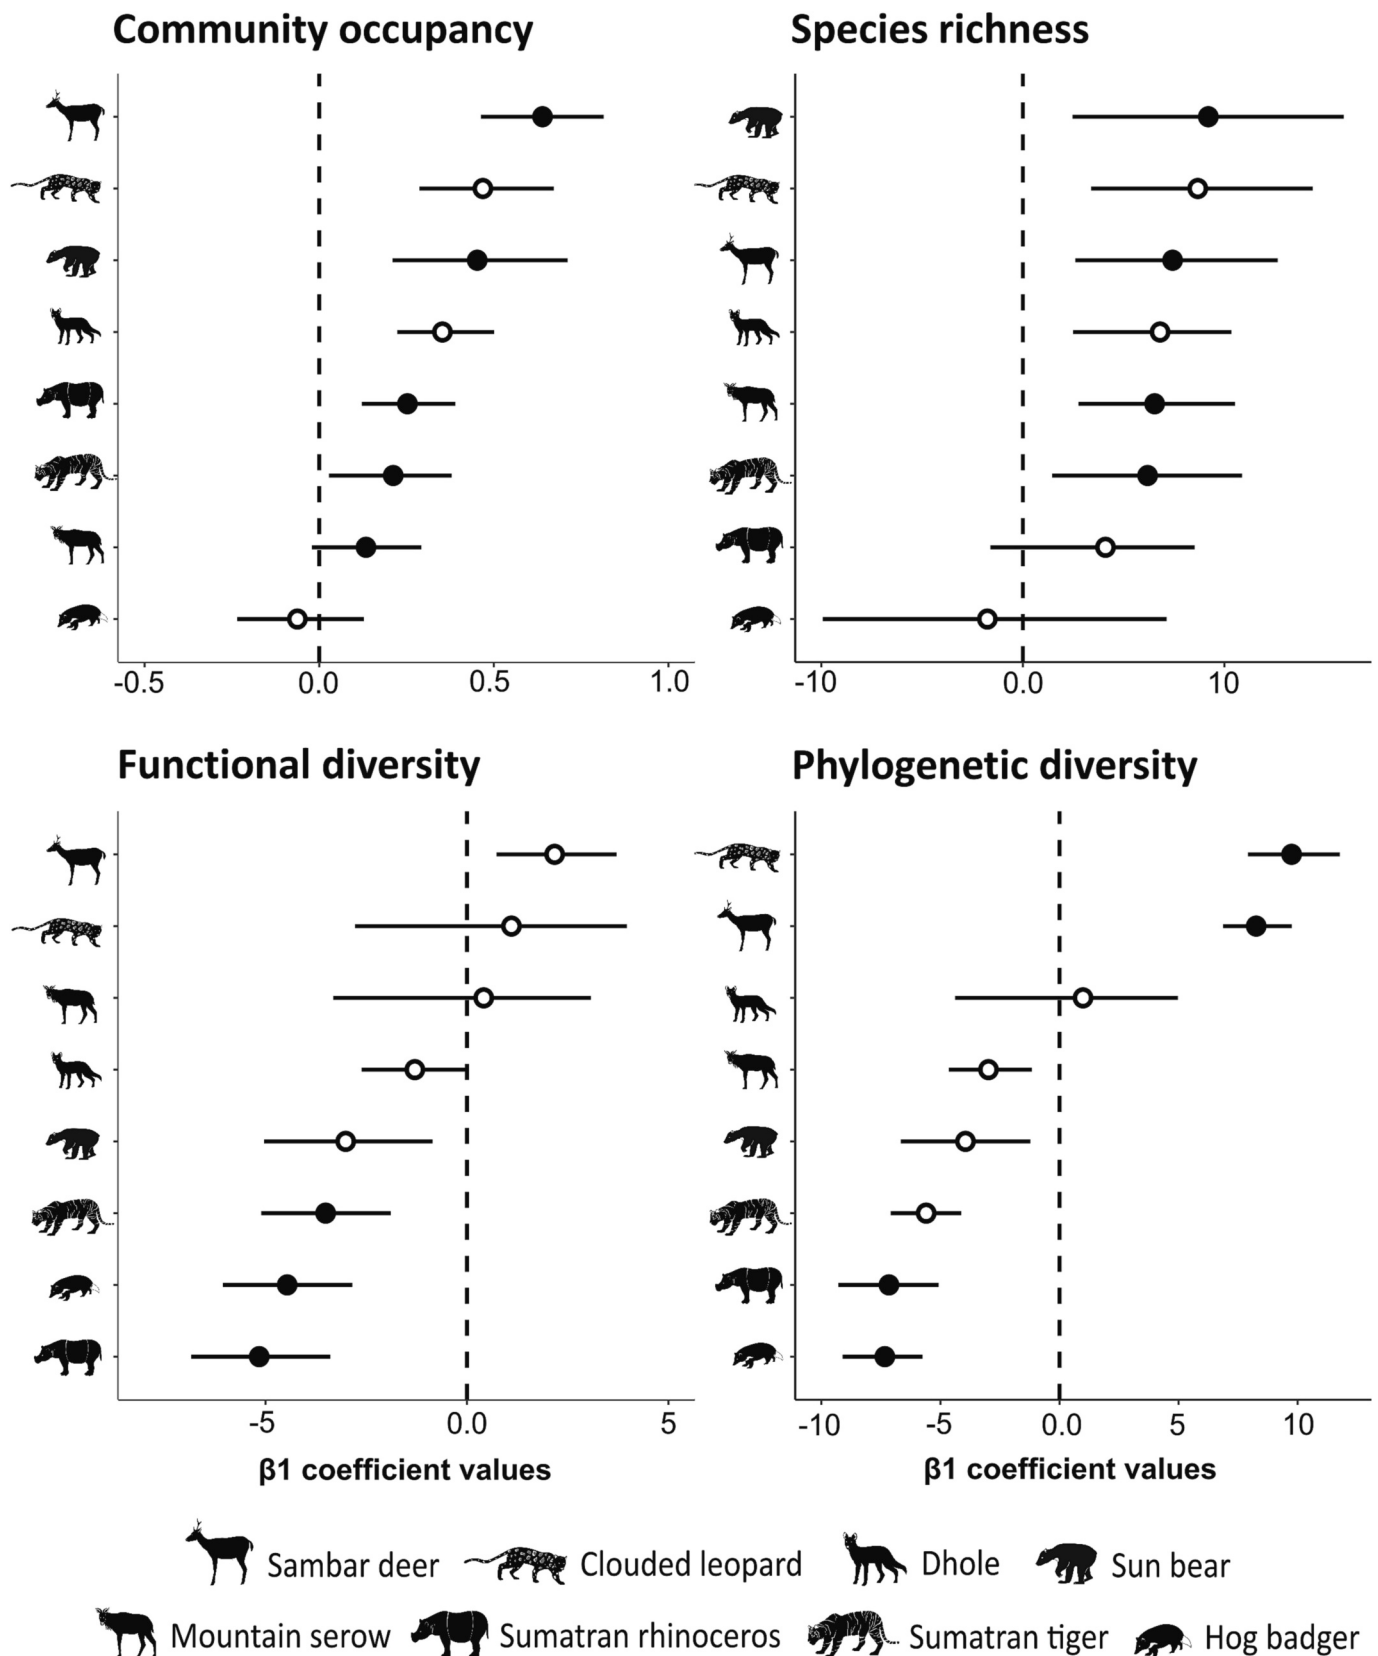 Community occupancy
Species richness
-0.5 0.0 0.5 1.0
-10 0.0 10
Functional diversity
Phylogenetic diversity
-5 0.0 5
-10 -5 0.0 5 10
β1 coefficient values
β1 coefficient values
Sambar deer Clouded leopard Dhole Sun bear
Mountain serow Sumatran rhinoceros Sumatran tiger Hog badger